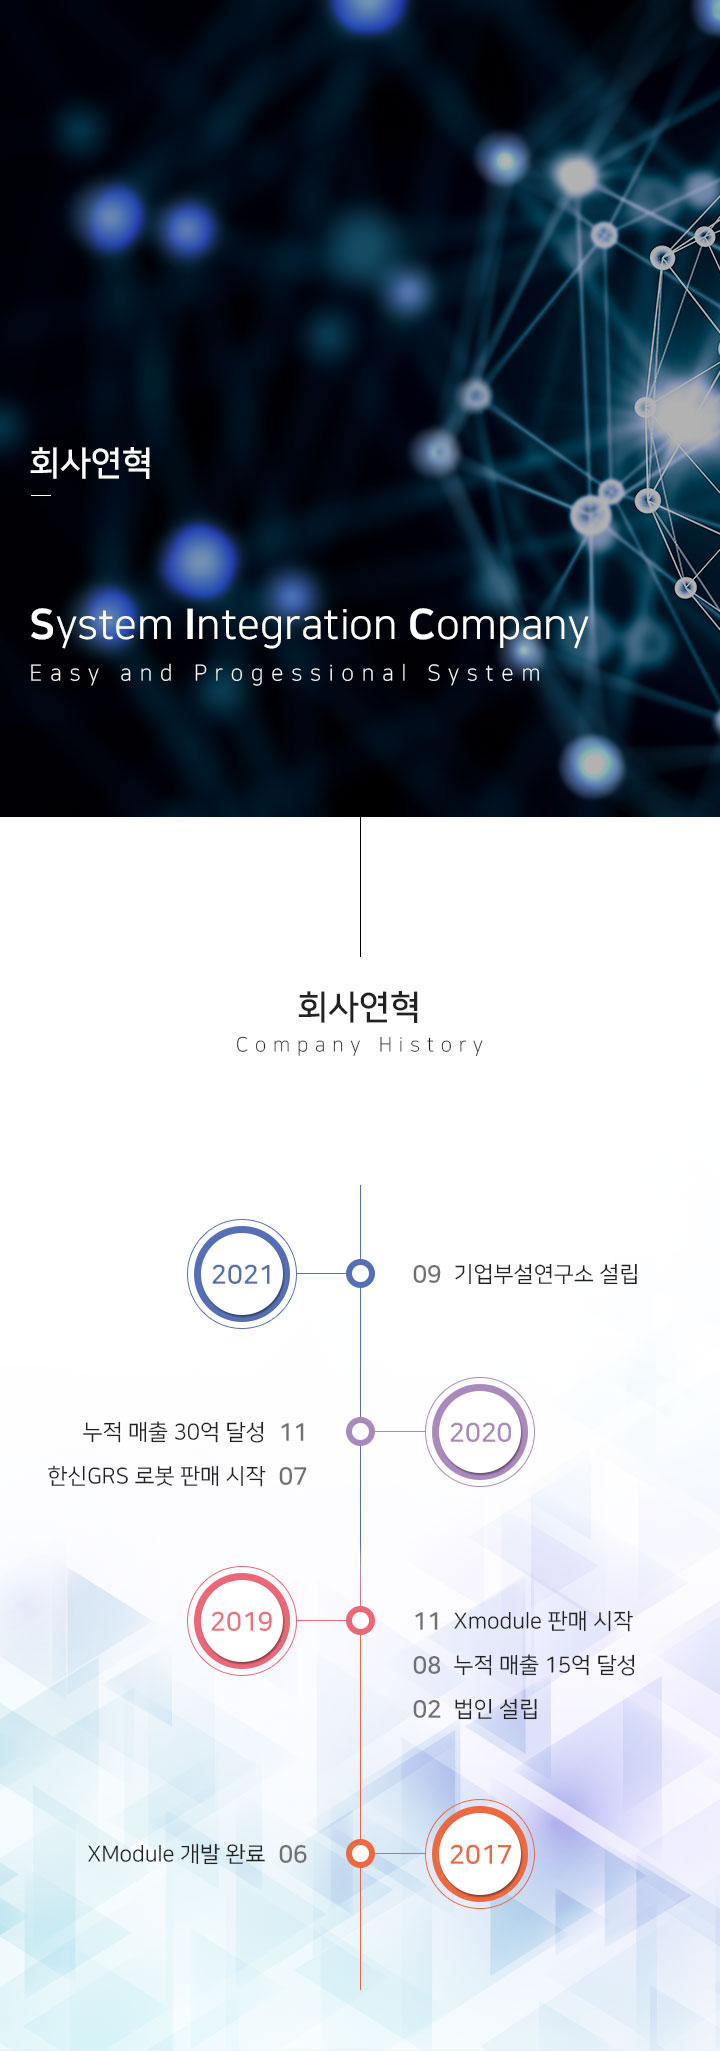 회사연혁
System Integration Company
Easy and Progessional System
회사연혁
Company History
2021
09 기업부설연구소 설립
2020
누적 매출 30억 달성 11
한신GRS 로봇 판매 시작 07
2019
11 Xmodule 판매 시작
08 누적 매출 15억 달성
02 법인 설립
2017
XModule 개발 완료 06